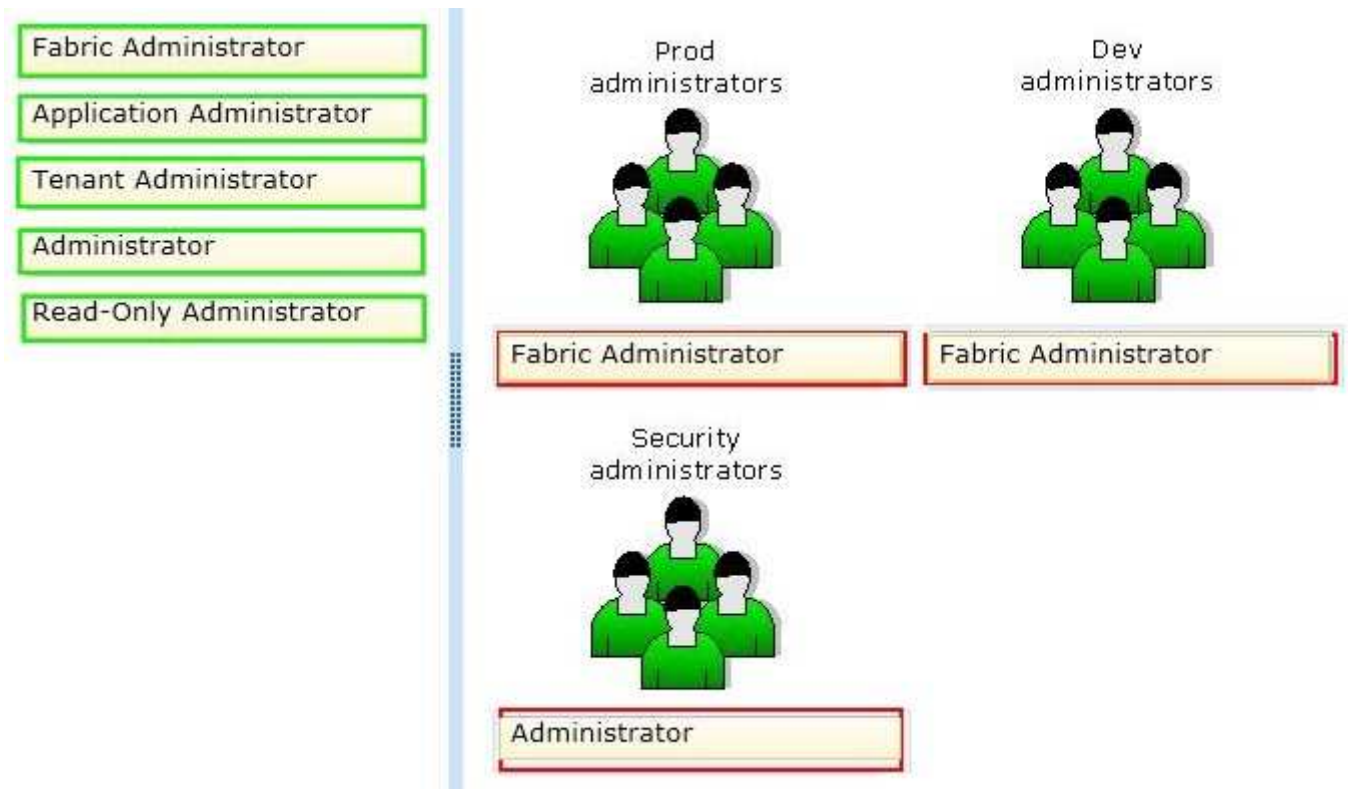 Fabric Administrator
Application Administrator
Tenant Administrator
Administrator
Read-Only Administrator
Prod
administrators
Dev
administrators
Fabric Administrator
Fabric Administrator
Security
administrators
Administrator